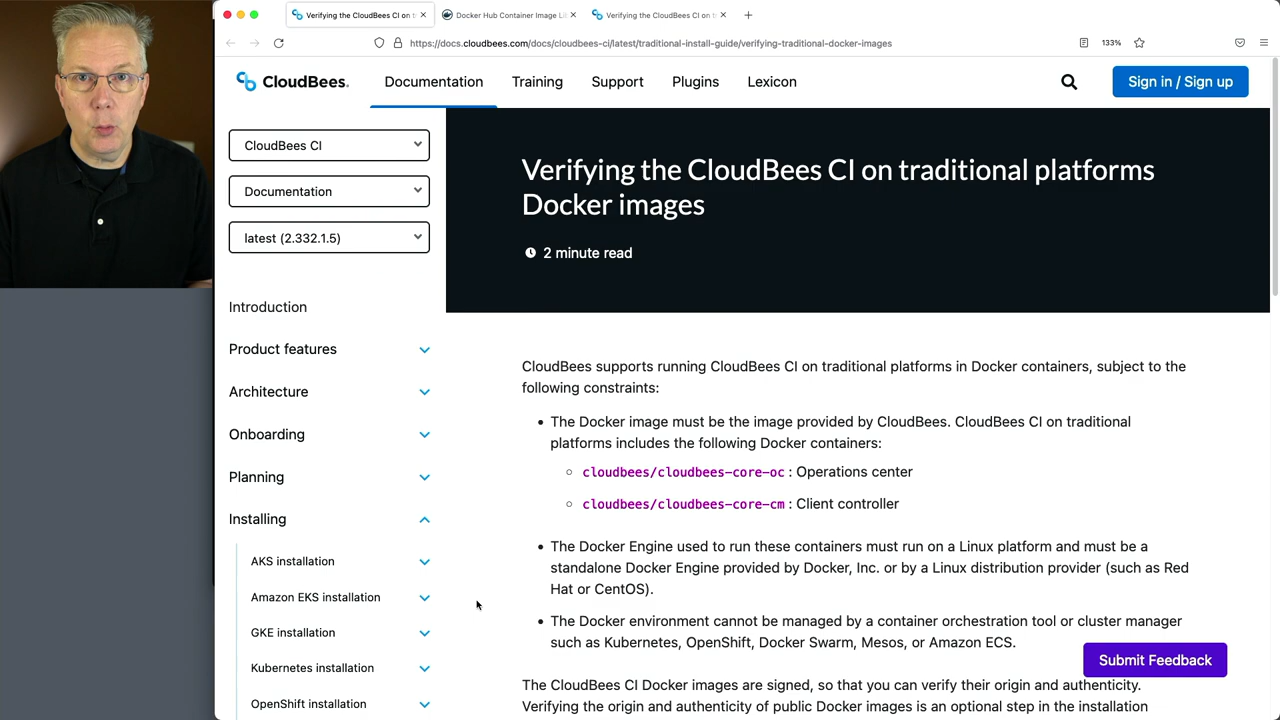 Verifying the CloudBees CI on t
Docker Hub Container Image Li
Verifying the CloudBees CI on t
https://docs.cloudbees.com/docs/cloudbees-ci/latest/traditional-install-guide/verifying-traditional-docker-images
133%
CloudBees.
Documentation
Training
Support
Plugins
Lexicon
Sign in / Sign up
CloudBees CI
Documentation
latest (2.332.1.5)
Introduction
Product features
Architecture
Onboarding
Planning
Installing
AKS installation
Amazon EKS installation
GKE installation
Kubernetes installation
OpenShift installation
Verifying the CloudBees CI on traditional platforms
Docker images
2 minute read
CloudBees supports running CloudBees CI on traditional platforms in Docker containers, subject to the
following constraints:
• The Docker image must be the image provided by CloudBees. CloudBees CI on traditional
platforms includes the following Docker containers:
○ cloudbees/cloudbees-core-oc : Operations center
○ cloudbees/cloudbees-core-cm : Client controller
• The Docker Engine used to run these containers must run on a Linux platform and must be a
standalone Docker Engine provided by Docker, Inc. or by a Linux distribution provider (such as Red
Hat or CentOS).
• The Docker environment cannot be managed by a container orchestration tool or cluster manager
such as Kubernetes, OpenShift, Docker Swarm, Mesos, or Amazon ECS.
Submit Feedback
The CloudBees CI Docker images are signed, so that you can verify their origin and authenticity.
Verifying the origin and authenticity of public Docker images is an optional step in the installation